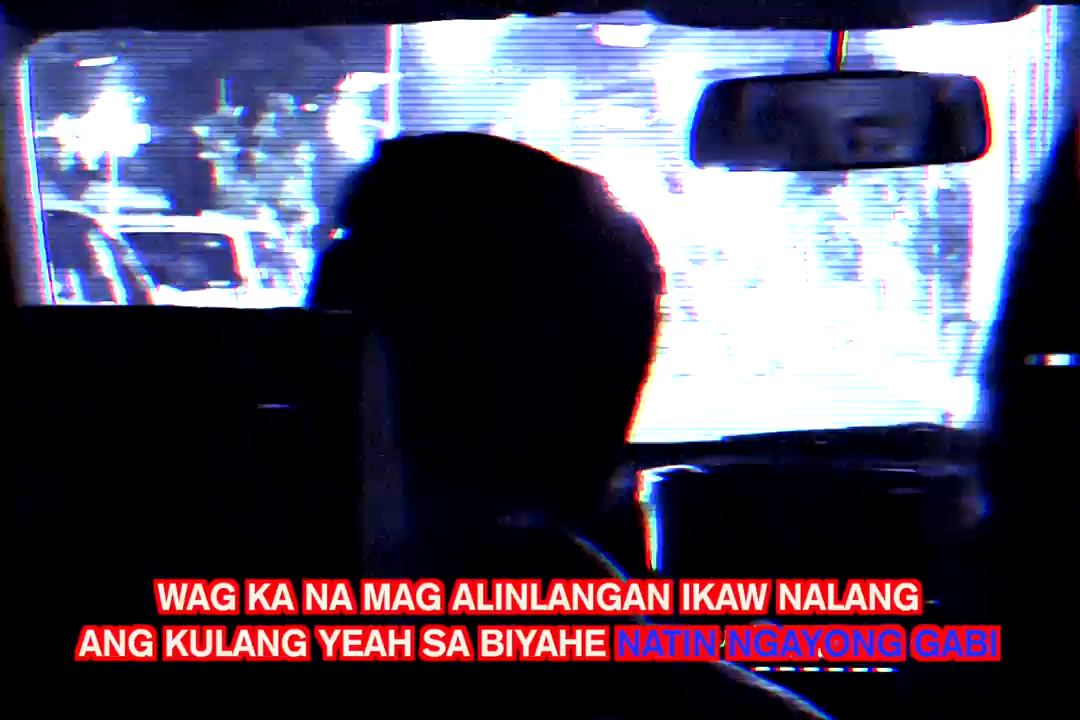 WAG KA NA MAG ALINLANGAN IKAW NALANG
ANG KULANG YEAH SA BIYAHE NATIN NGAYONG GABI